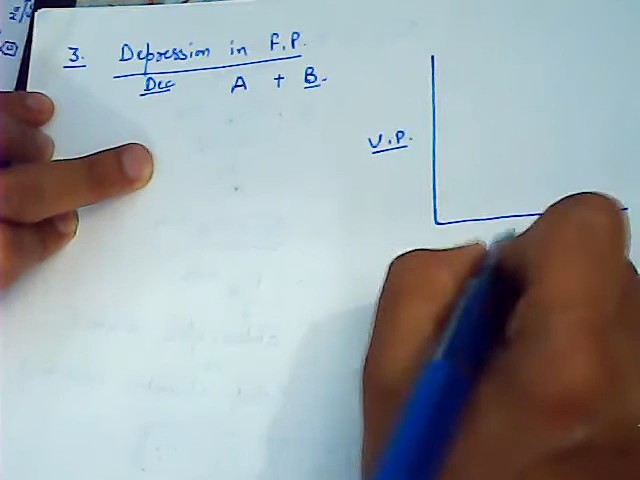 3. Depression in F.P.
Dec A + B.
V.P.